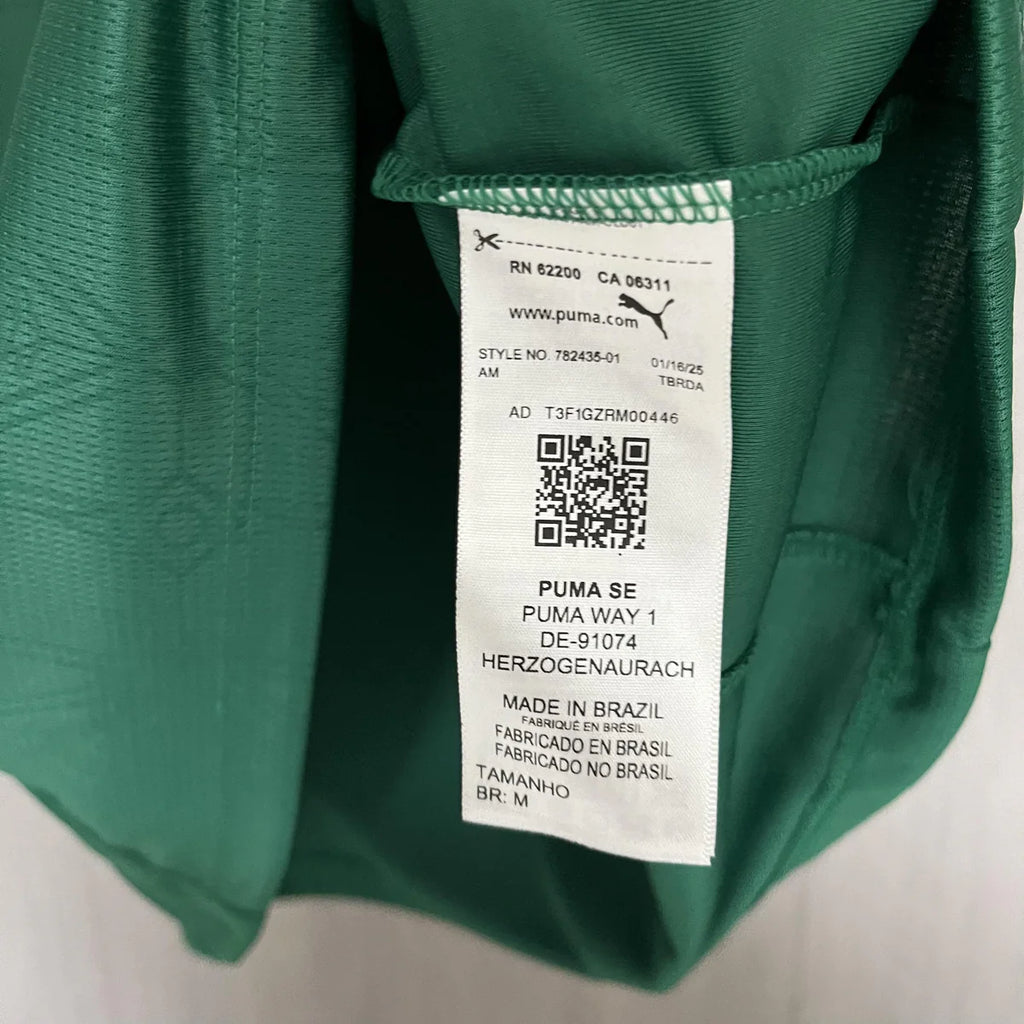 RN 62200 CA 06311
www.puma.com
STYLE NO. 782435-01 01/16/25
AM TBRDA
AD T3F1GZRM00446
PUMA SE
PUMA WAY 1
DE-91074
HERZOGENAURACH
MADE IN BRAZIL
FABRIQUÉ EN BRÉSIL
FABRICADO EN BRASIL
FABRICADO NO BRASIL
TAMANHO
BR: M